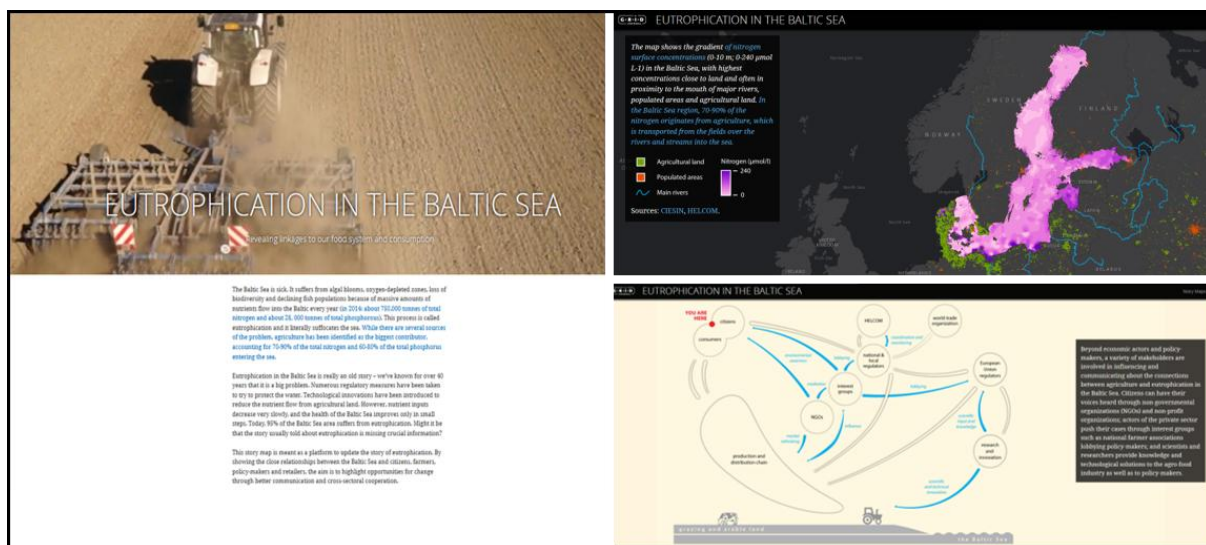 EUTROPHICATION IN THE BALTIC SEA
Revealing linkages to our food system and consumption
The Baltic Sea is sick. It suffers from algal blooms, oxygen-depleted zones, loss of
biodiversity and declining fish populations because of massive amounts of
nutrients flow into the Baltic every year (in 2014: about
tonnes of total
nitrogen and about
000 tonnes of total phosphorous). This process is called
eutrophication and it literally suffocates the sea. While there are several sources
of the problem, agriculture has been identified as the biggest contributor,
accounting for 70-90% of the total nitrogen and 60-80% of the total phosphorus
entering the sea.
Eutrophication in the Baltic Sea is really an old story – we've known for over 40
years that it is a big problem. Numerous regulatory measures have been taken
to try to protect the water. Technological innovations have been introduced to
reduce the nutrient flow from agricultural land. However, nutrient inputs
decrease very slowly, and the health of the Baltic Sea improves only in small
steps. Today, 95% of the Baltic Sea area suffers from eutrophication. Might it be
that the story usually told about eutrophication is missing crucial information?
This story map is meant as a platform to update the story of eutrophication. By
showing the close relationships between the Baltic Sea and citizens, farmers,
policy-makers and retailers, the aim is to highlight opportunities for change
through better communication and cross-sectoral cooperation.
G R I D
EUTROPHICATION IN THE BALTIC SEA
The map shows the gradient of nitrogen
surface concentrations (0-10 m; 0-240 µmol
L-1) in the Baltic Sea, with highest
concentrations close to land and often in
proximity to the mouth of major rivers,
populated areas and agricultural land. In
the Baltic Sea region, 70-90% of the
nitrogen originates from agriculture, which
is transported from the fields over the
rivers and streams into the sea.
Agricultural land
Populated areas
Main rivers
Nitrogen (µmol/l)
240
0
Sources: CIESIN, HELCOM.
NORWAY
SWEDEN
FINLAND
BELARUS
G R I D
EUTROPHICATION IN THE BALTIC SEA
Story Maps
YOU ARE
HERE
citizens
consumers
HELCOM
world trade
organization
coordination and
monitoring
national &
local
regulators
lobbying
European
Union
regulators
interest
groups
lobbying
NGOs
influence
production and
distribution chain
scientific
input and
knowledge
research
and
innovation
grazing and arable land
the Baltic Sea
Beyond economic actors and policy-
makers, a variety of stakeholders are
involved in influencing and
communicating about the connections
between agriculture and eutrophication in
the Baltic Sea. Citizens can have their
voices heard through non-governmental
organizations (NGOs) and non-profit
organizations; actors of the private sector
push their cases through interest groups
such as national farmer associations
lobbying policy-makers; and scientists and
researchers provide knowledge and
technological solutions to the agro food
industry as well as to policy-makers.